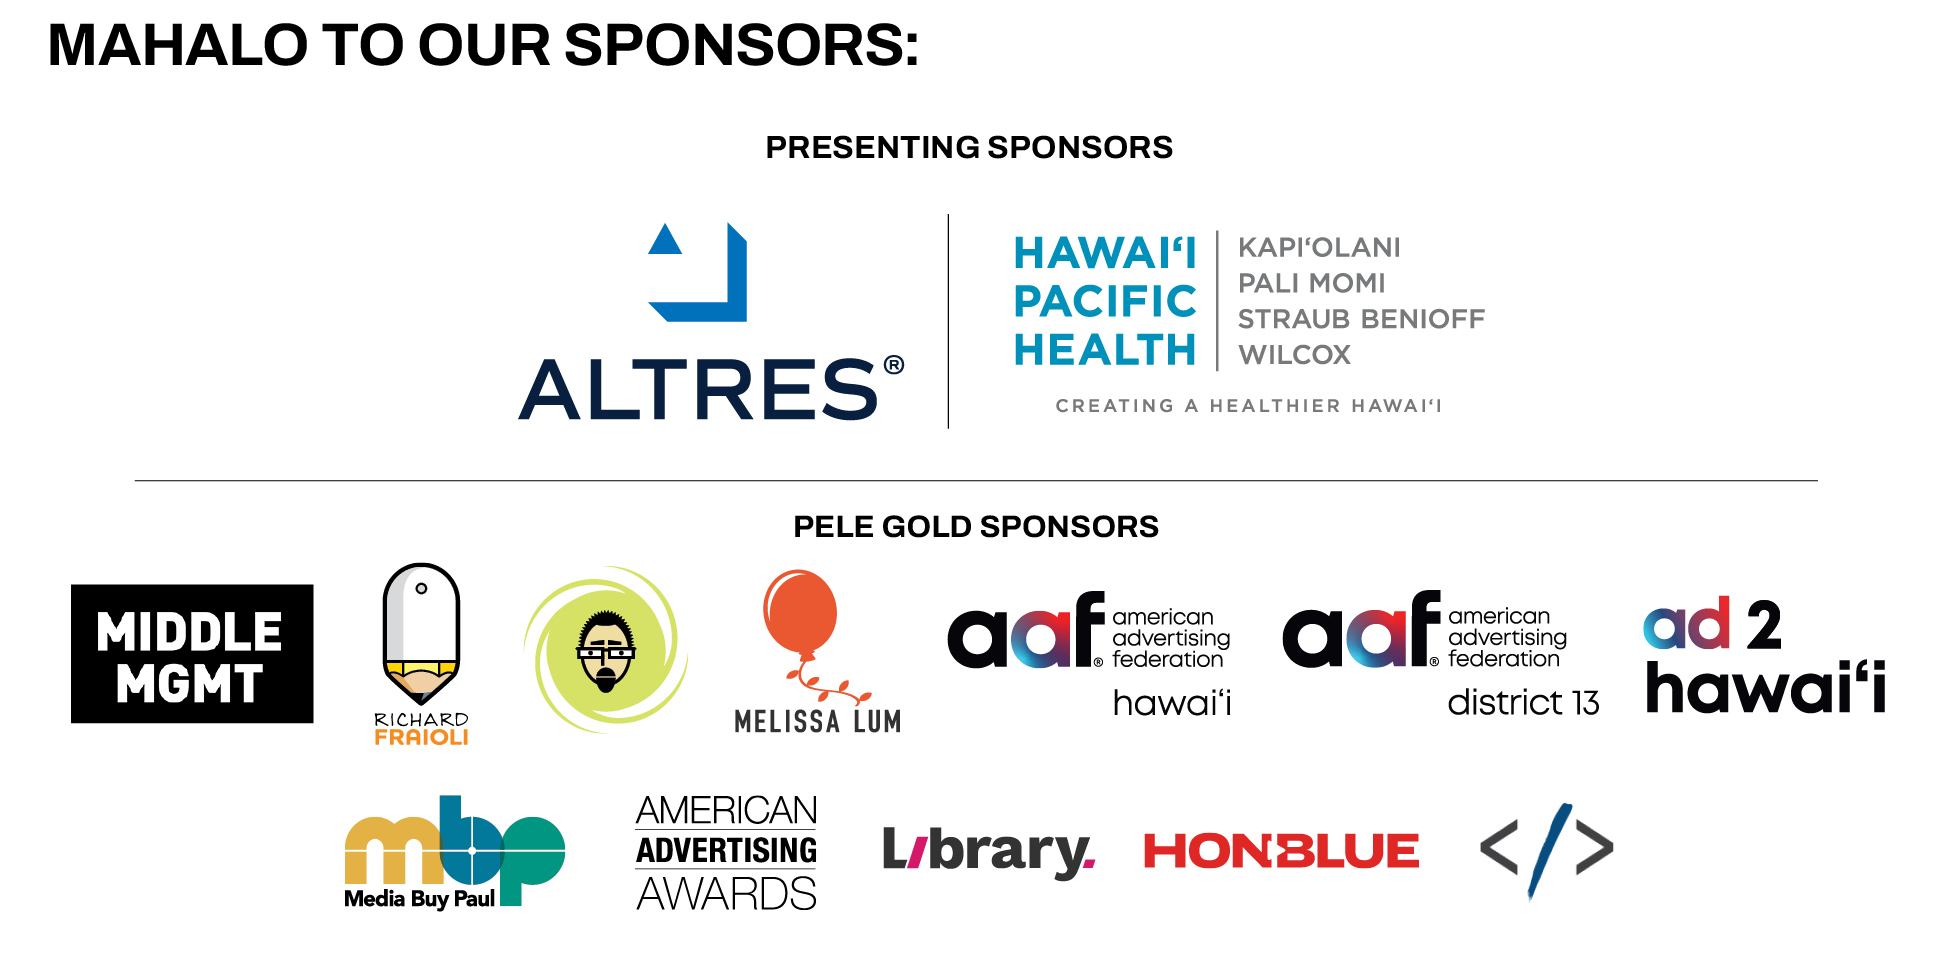 MAHALO TO OUR SPONSORS:
PRESENTING SPONSORS
ALTRES®
HAWAIʻI
PACIFIC
HEALTH
KAPIʻOLANI
PALI MOMI
STRAUB BENIOFF
WILCOX
CREATING A HEALTHIER HAWAIʻI
PELE GOLD SPONSORS
MIDDLE
MGMT
RICHARD
FRAIOLI
MELISSA LUM
aaf®
american
advertising
federation
hawaiʻi
aaf®
american
advertising
federation
district 13
ad 2
hawaiʻi
mbp
Media Buy Paul
AMERICAN
ADVERTISING
AWARDS
Library.
HONBLUE
</>